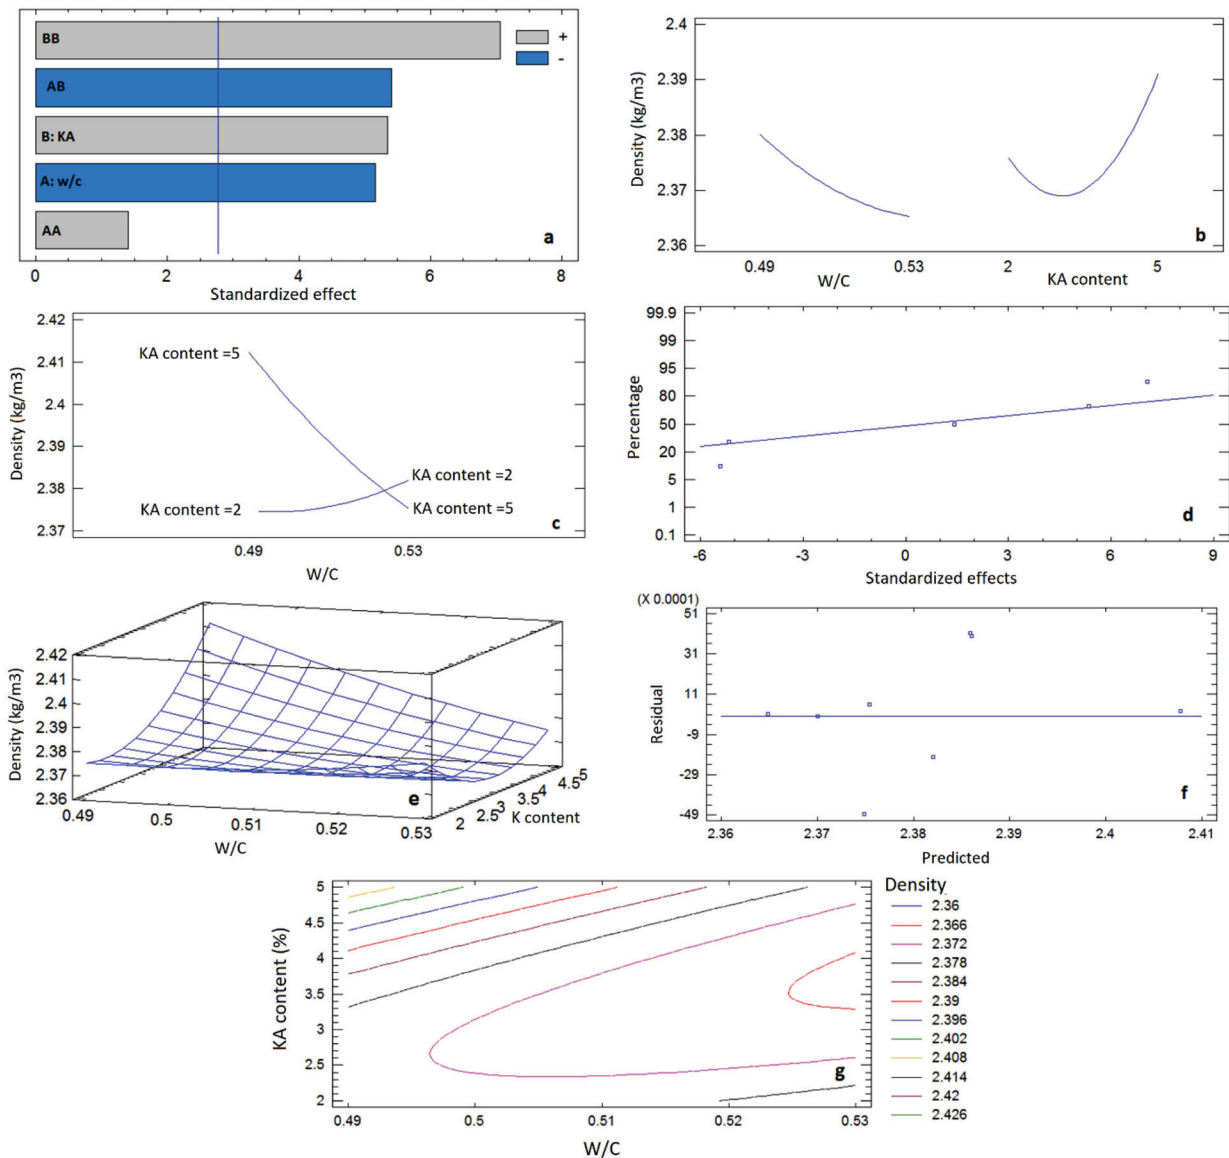 BB
AB
B: KA
A: w/c
AA
+
-
a
0 2 4 6 8
Standardized effect
2.4
2.39
2.38
2.37
2.36
Density (kg/m3)
b
0.49 0.53 2 5
W/C KA content
2.42
2.41
2.4
2.39
2.38
2.37
Density (kg/m3)
KA content =5
KA content =2
KA content =2
KA content =5
c
0.49 0.53
W/C
99.9
99
95
80
50
20
5
1
0.1
Percentage
d
-6 -3 0 3 6 9
Standardized effects
2.42
2.41
2.4
2.39
2.38
2.37
2.36
Density (kg/m3)
e
0.49 0.5 0.51 0.52 0.53
W/C
2 2.5 3 3.5 4 4.5 5
K content
(X 0.0001)
51
31
11
-9
-29
-49
Residual
f
2.36 2.37 2.38 2.39 2.4 2.41
Predicted
5
4.5
4
3.5
3
2.5
2
KA content (%)
g
0.49 0.5 0.51 0.52 0.53
W/C
Density
2.36
2.366
2.372
2.378
2.384
2.39
2.396
2.402
2.408
2.414
2.42
2.426